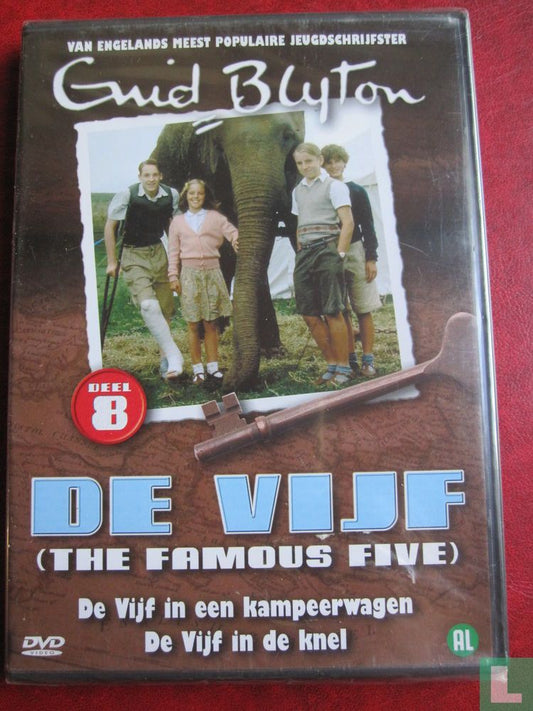 VAN ENGELANDS MEEST POPULAIRE JEUGDSCHRIJFSTER
Enid Blyton
DEEL
8
DE VIJF
(THE FAMOUS FIVE)
De Vijf in een kampeerwagen
De Vijf in de knel
DVD
VIDEO
AL
L